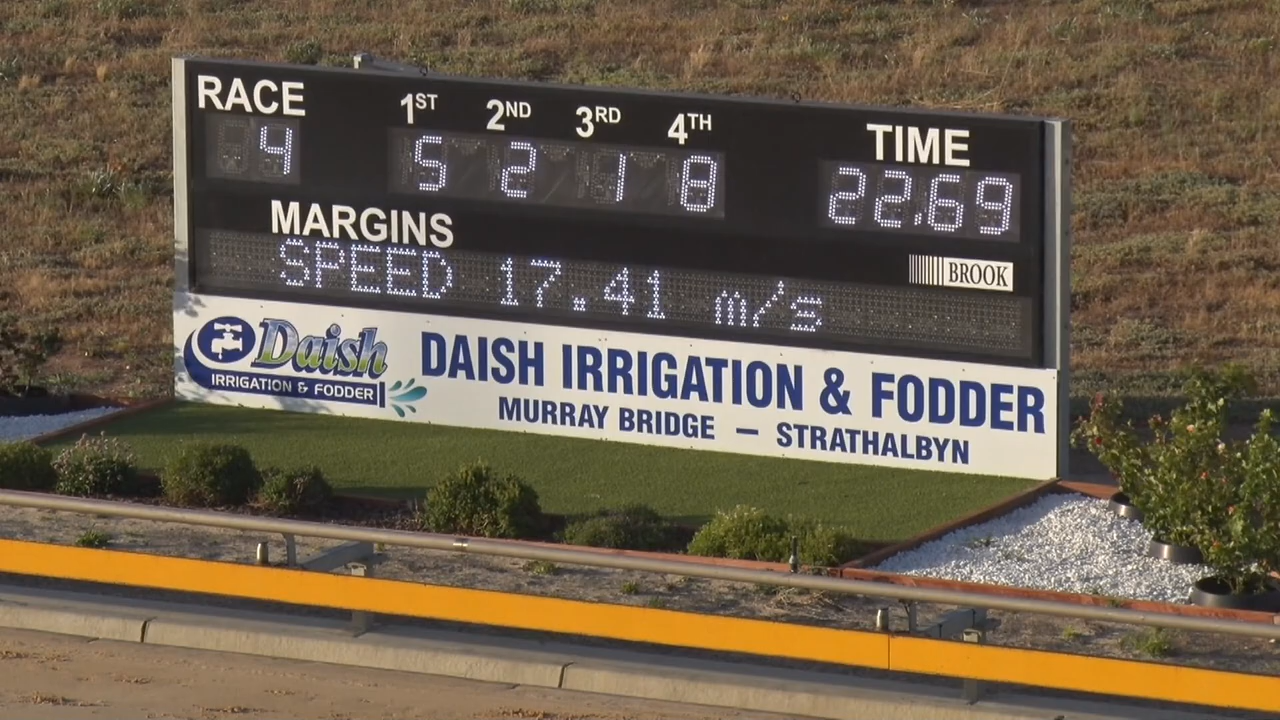 RACE 1ST 2ND 3RD 4TH TIME
4 5 2 1 8 22.69
MARGINS
BROOK
SPEED 17.41 m/s
Daish
IRRIGATION & FODDER
DAISH IRRIGATION & FODDER
MURRAY BRIDGE – STRATHALBYN